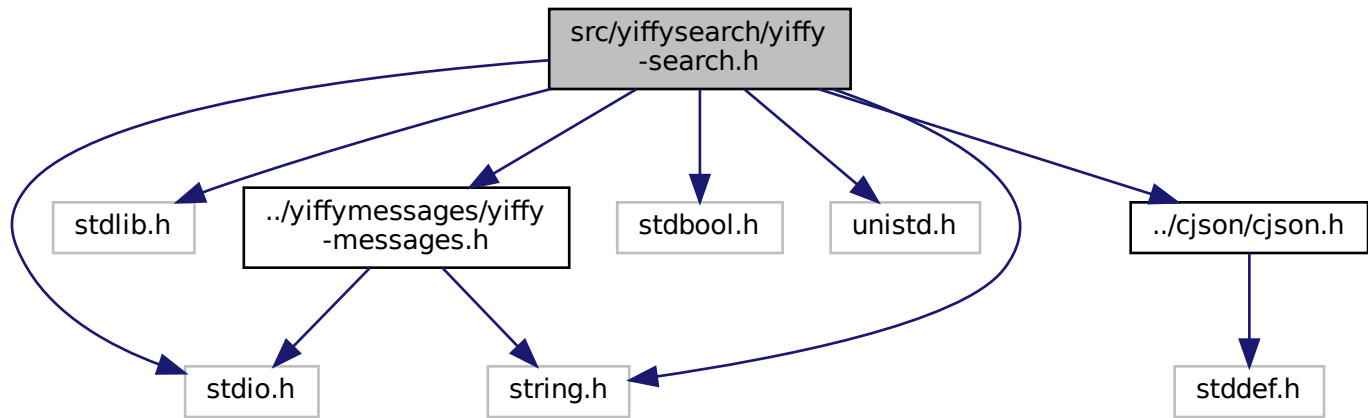 src/yiffysearch/yiffy
-search.h
stdlib.h
../yiffymessages/yiffy
-messages.h
stdbool.h
unistd.h
../cjson/cjson.h
stdio.h
string.h
stddef.h